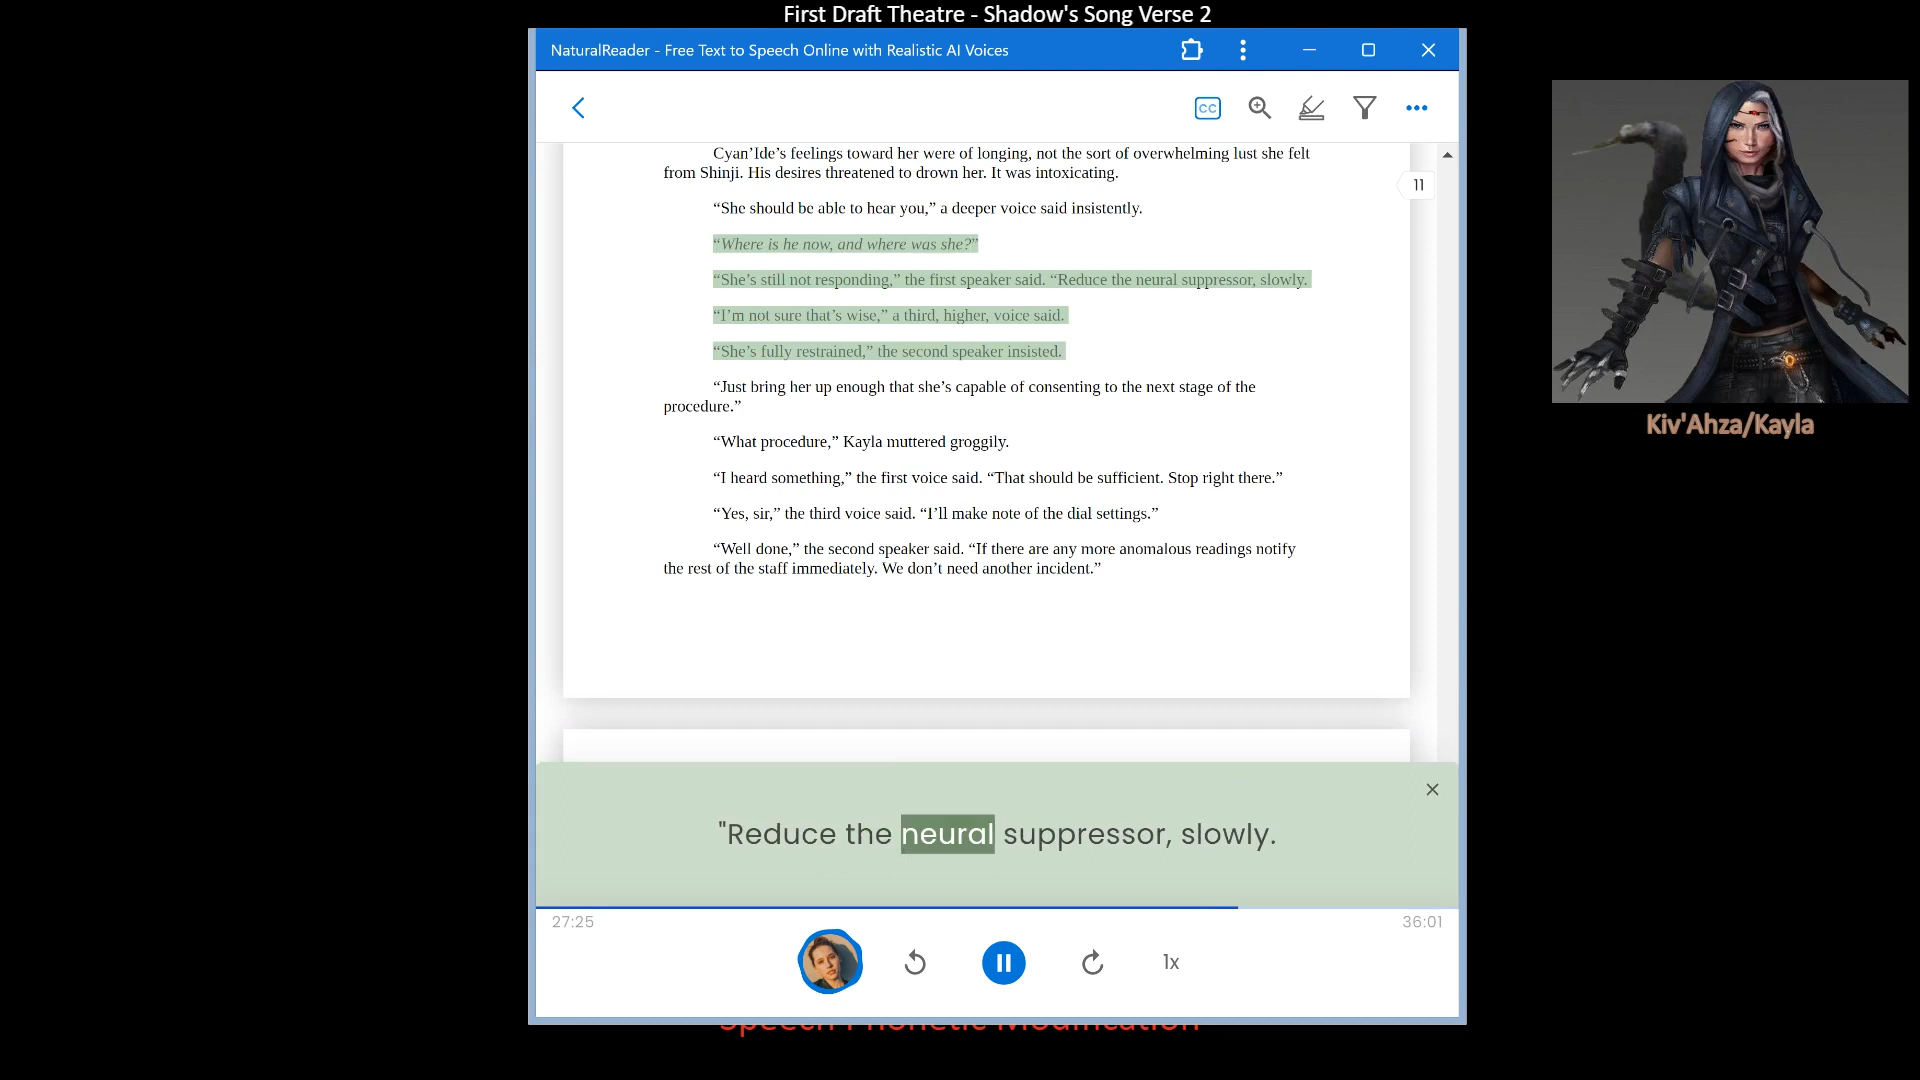 First Draft Theatre - Shadow's Song Verse 2
NaturalReader - Free Text to Speech Online with Realistic AI Voices
CC
Cyan’Ide’s feelings toward her were of longing, not the sort of overwhelming lust she felt
from Shinji. His desires threatened to drown her. It was intoxicating.
11
“She should be able to hear you,” a deeper voice said insistently.
“Where is he now, and where was she?”
“She’s still not responding,” the first speaker said. “Reduce the neural suppressor, slowly.
“I’m not sure that’s wise,” a third, higher, voice said.
“She’s fully restrained,” the second speaker insisted.
“Just bring her up enough that she’s capable of consenting to the next stage of the
procedure.”
“What procedure,” Kayla muttered groggily.
“I heard something,” the first voice said. “That should be sufficient. Stop right there.”
“Yes, sir,” the third voice said. “I’ll make note of the dial settings.”
“Well done,” the second speaker said. “If there are any more anomalous readings notify
the rest of the staff immediately. We don’t need another incident.”
Kiv'Ahza/Kayla
"Reduce the neural suppressor, slowly.
27:25
36:01
1x
Speech Phonetic Modification